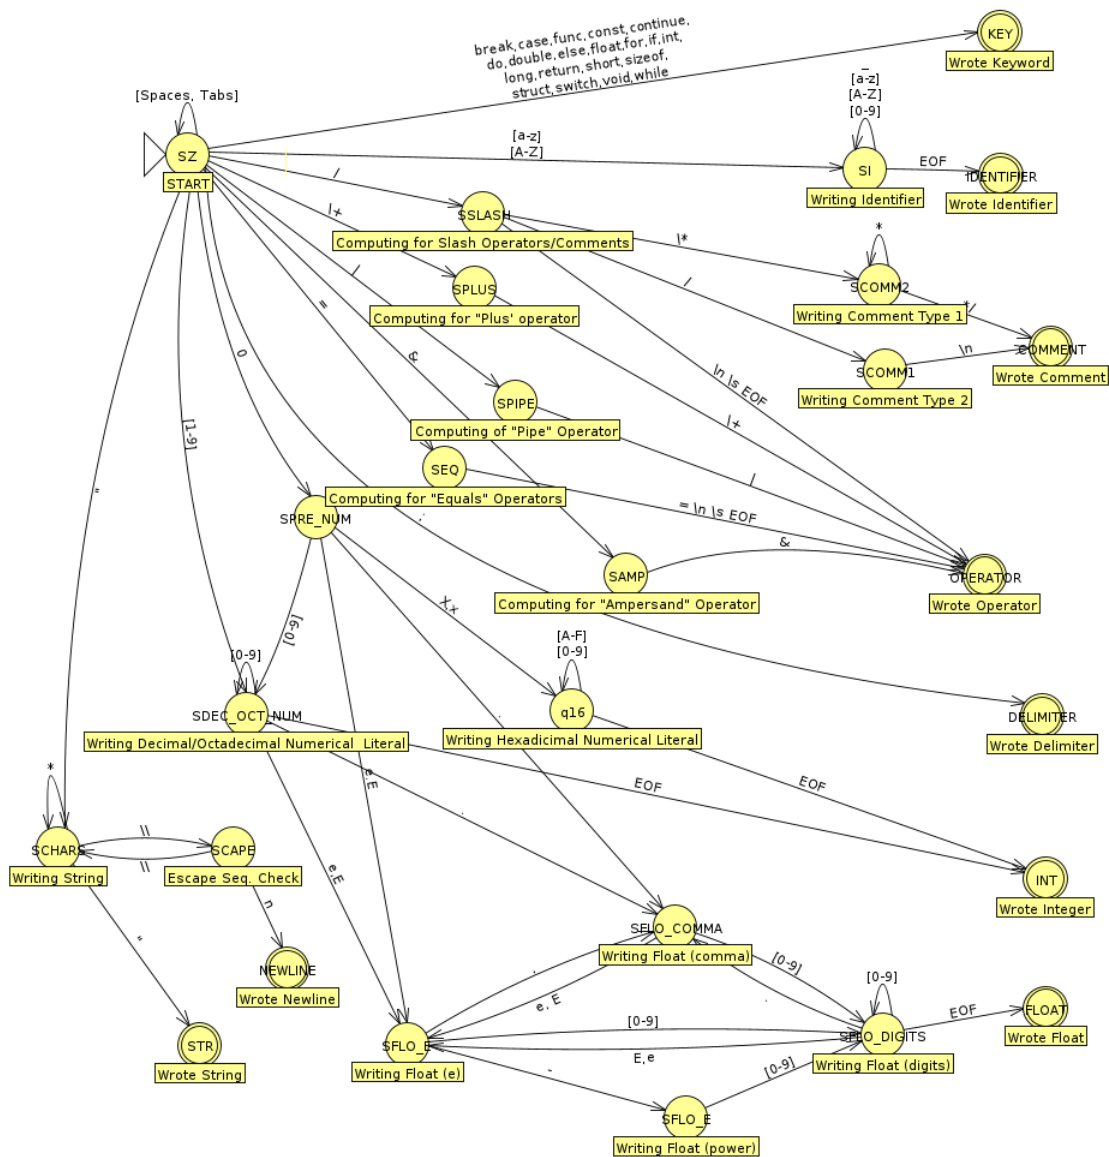 break,case,func,const,continue,
do,double,else,float,for,if,int,
long,return,short,sizeof,
struct,switch,void,while
KEY
Wrote Keyword
[Spaces, Tabs]
SZ
START
[a-z]
[A-Z]
_
[a-z]
[A-Z]
[0-9]
SI
Writing Identifier
EOF
IDENTIFIER
Wrote Identifier
/
SSLASH
Computing for Slash Operators/Comments
\*
*
SCOMM2
Writing Comment Type 1
*/
/
SCOMM1
Writing Comment Type 2
\n
COMMENT
Wrote Comment
\+
SPLUS
Computing for "Plus' operator
\n \s EOF
\+
|
SPIPE
Computing of "Pipe" Operator
|
=
SEQ
Computing for "Equals" Operators
= \n \s EOF
&
SAMP
Computing for "Ampersand" Operator
&
OPERATOR
Wrote Operator
0
SPRE_NUM
[1-9]
"
;
DELIMITER
Wrote Delimiter
[0-9]
X,x
[A-F]
[0-9]
q16
Writing Hexadicimal Numerical Literal
EOF
[0-9]
SDEC_OCT_NUM
Writing Decimal/Octadecimal Numerical  Literal
EOF
INT
Wrote Integer
.
e,E
.
e,E
*
SCHARS
Writing String
\\
\\
SCAPE
Escape Seq. Check
n
NEWLINE
Wrote Newline
"
STR
Wrote String
SFLO_COMMA
Writing Float (comma)
.
e, E
[0-9]
.
[0-9]
SFLO_E
Writing Float (e)
[0-9]
E,e
SFLO_DIGITS
Writing Float (digits)
EOF
FLOAT
Wrote Float
-
[0-9]
SFLO_E
Writing Float (power)